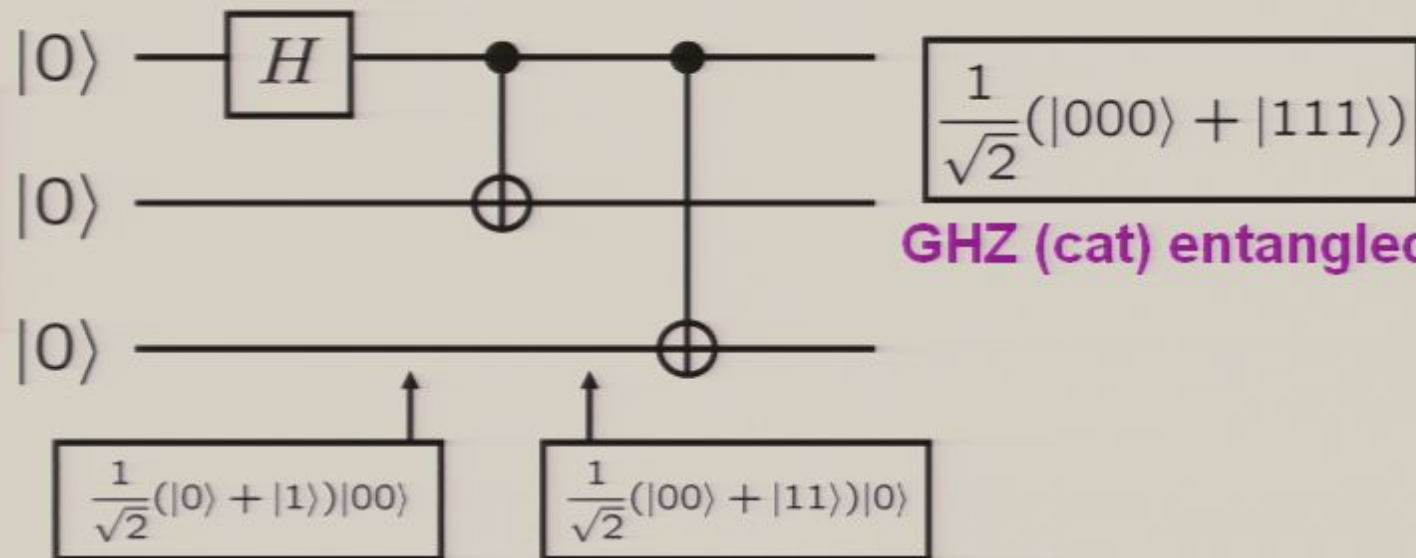 |0⟩ H
1/√2(|000⟩ + |111⟩)
|0⟩
GHZ (cat) entangled
|0⟩
1/√2(|0⟩ + |1⟩)|00⟩
1/√2(|00⟩ + |11⟩)|0⟩